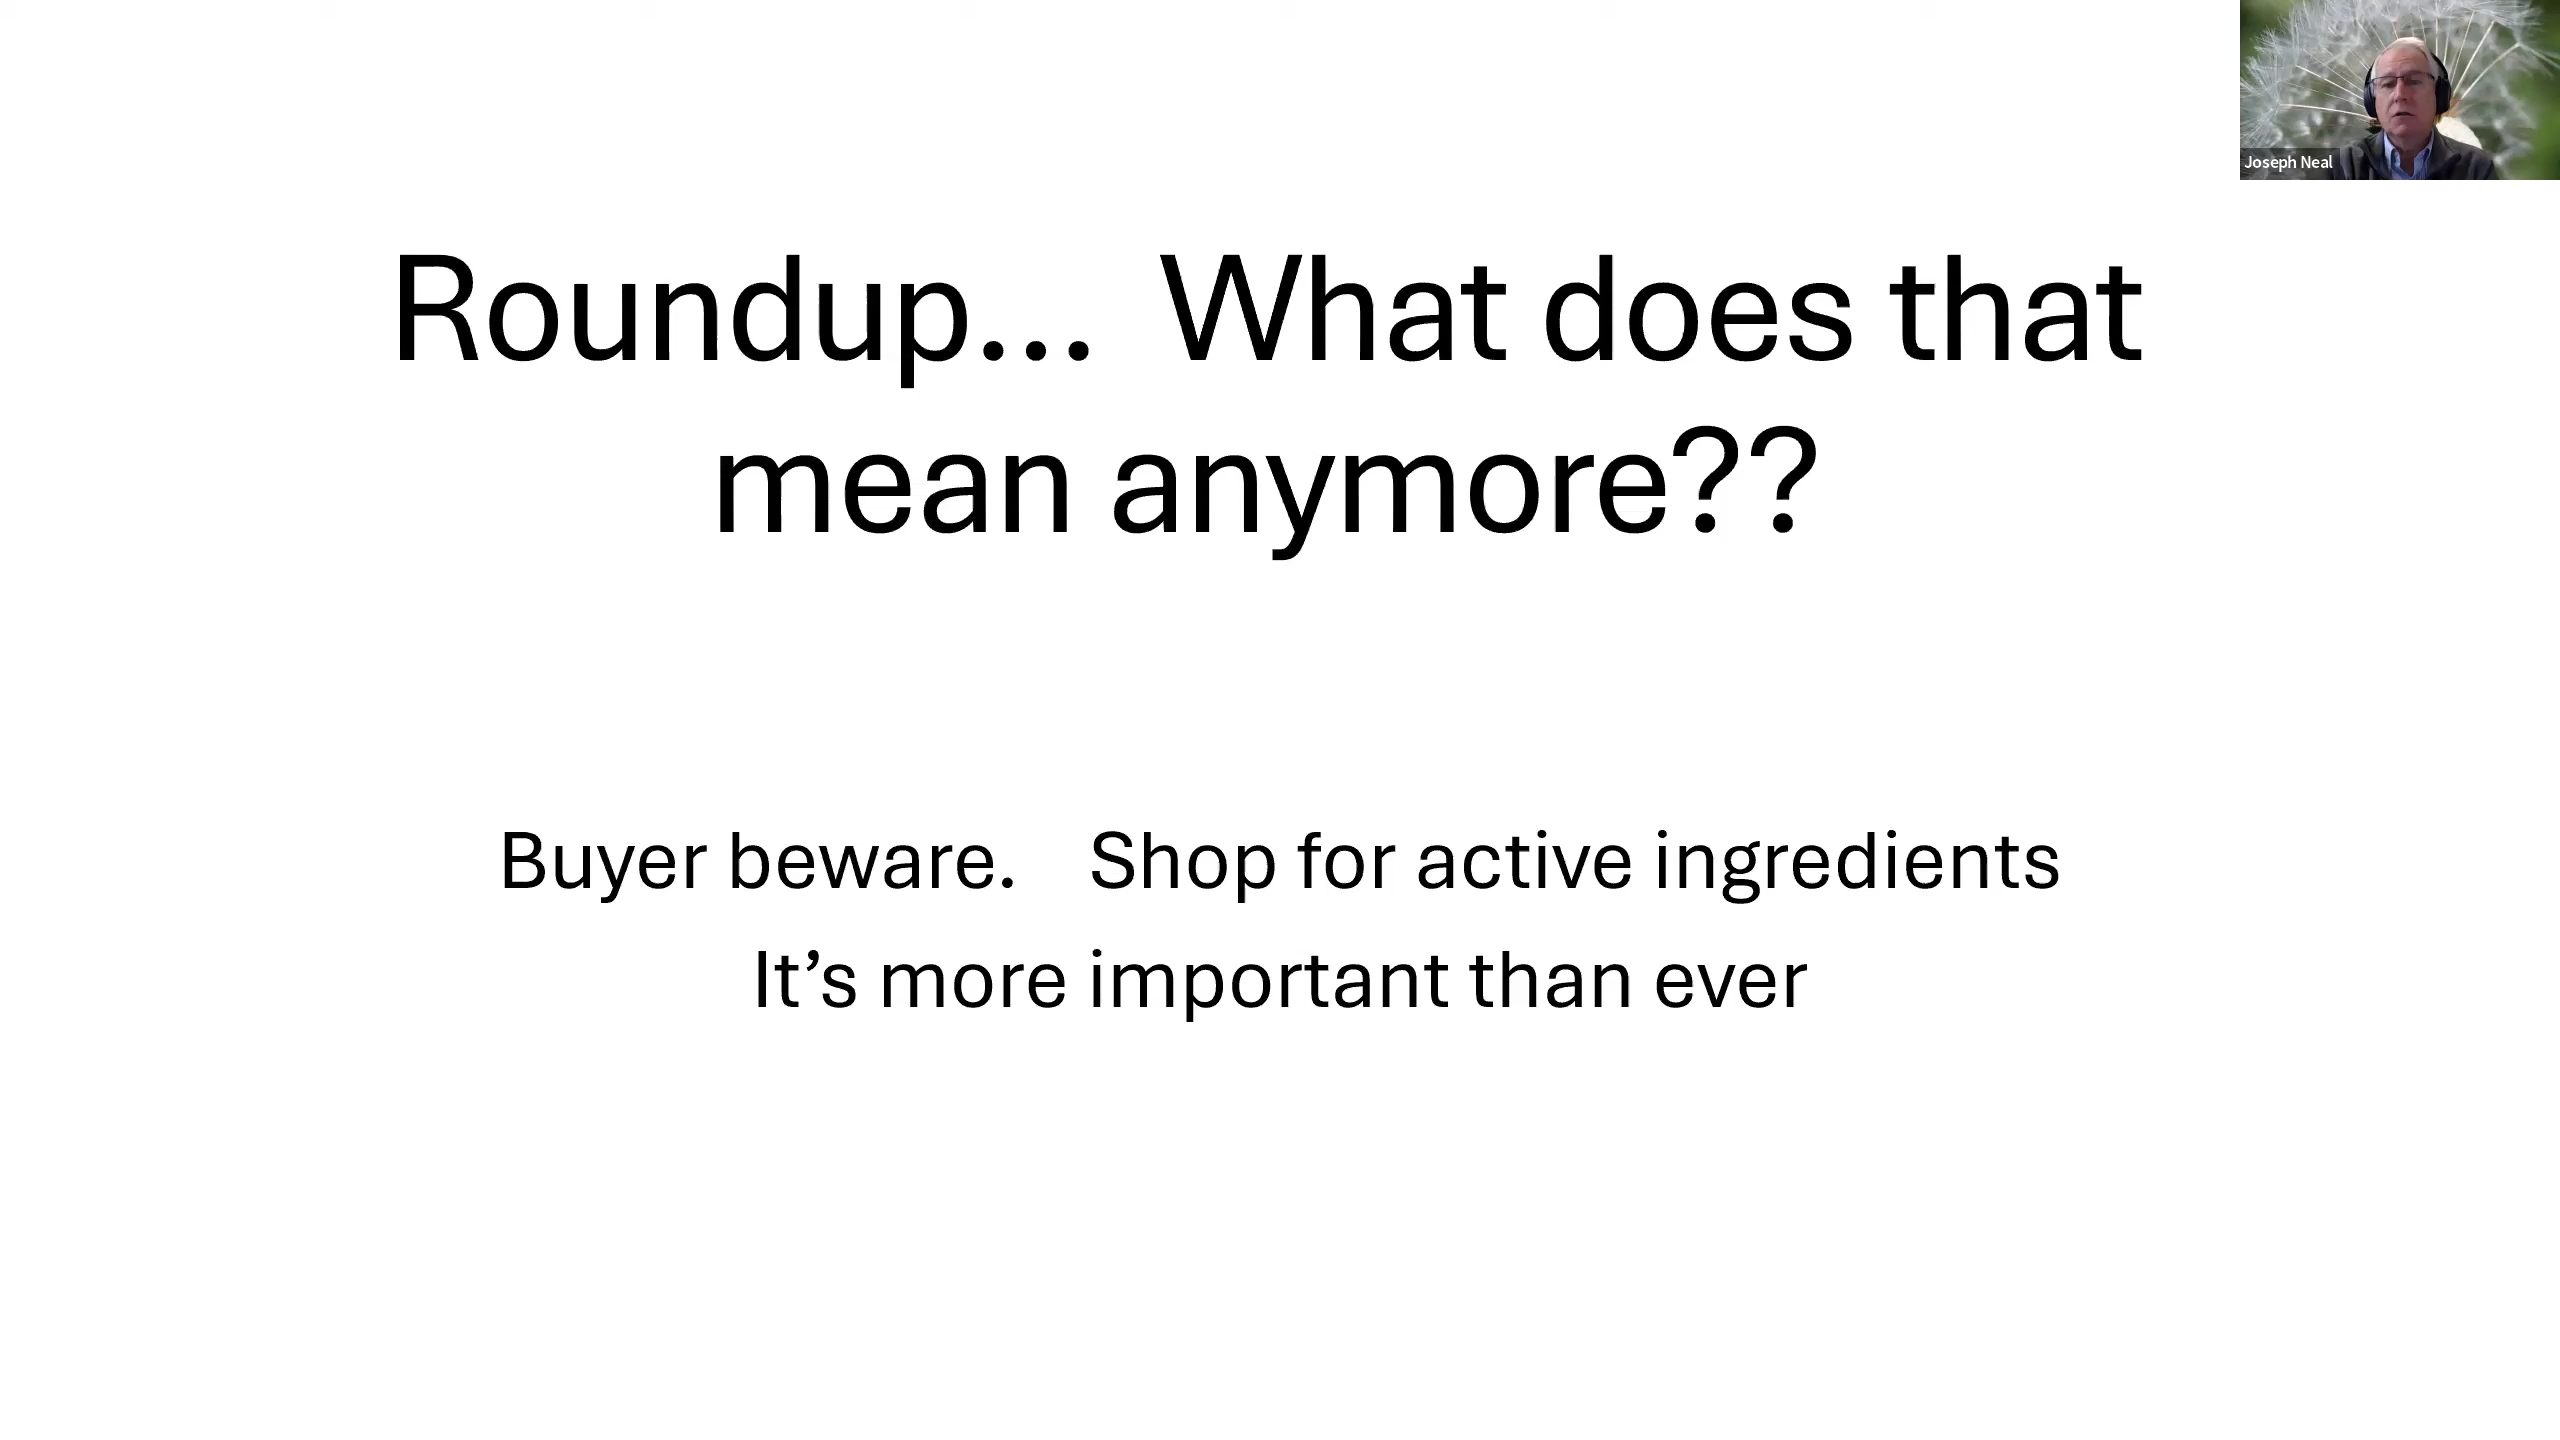 Joseph Neal
Roundup... What does that
mean anymore??
Buyer beware. Shop for active ingredients
It’s more important than ever